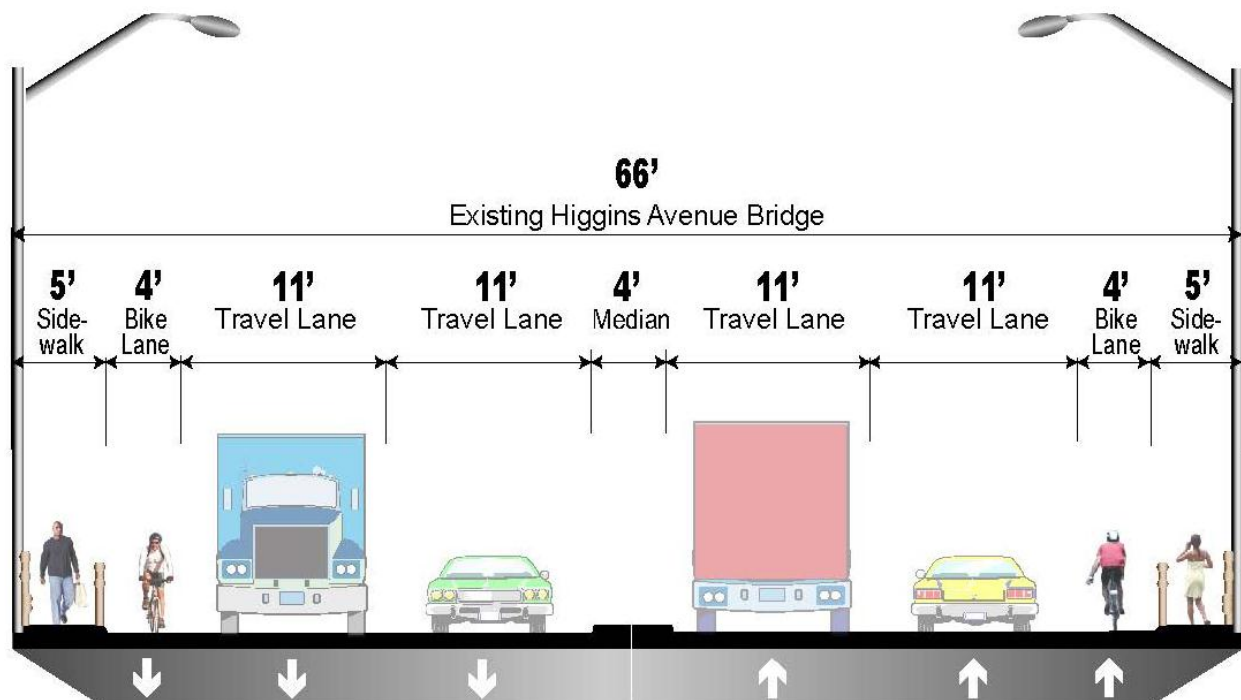 66’
Existing Higgins Avenue Bridge
5’ 4’ 11’ 11’ 4’ 11’ 11’ 4’ 5’
Side- Bike Travel Lane Travel Lane Median Travel Lane Travel Lane Bike Side-
walk Lane Lane walk